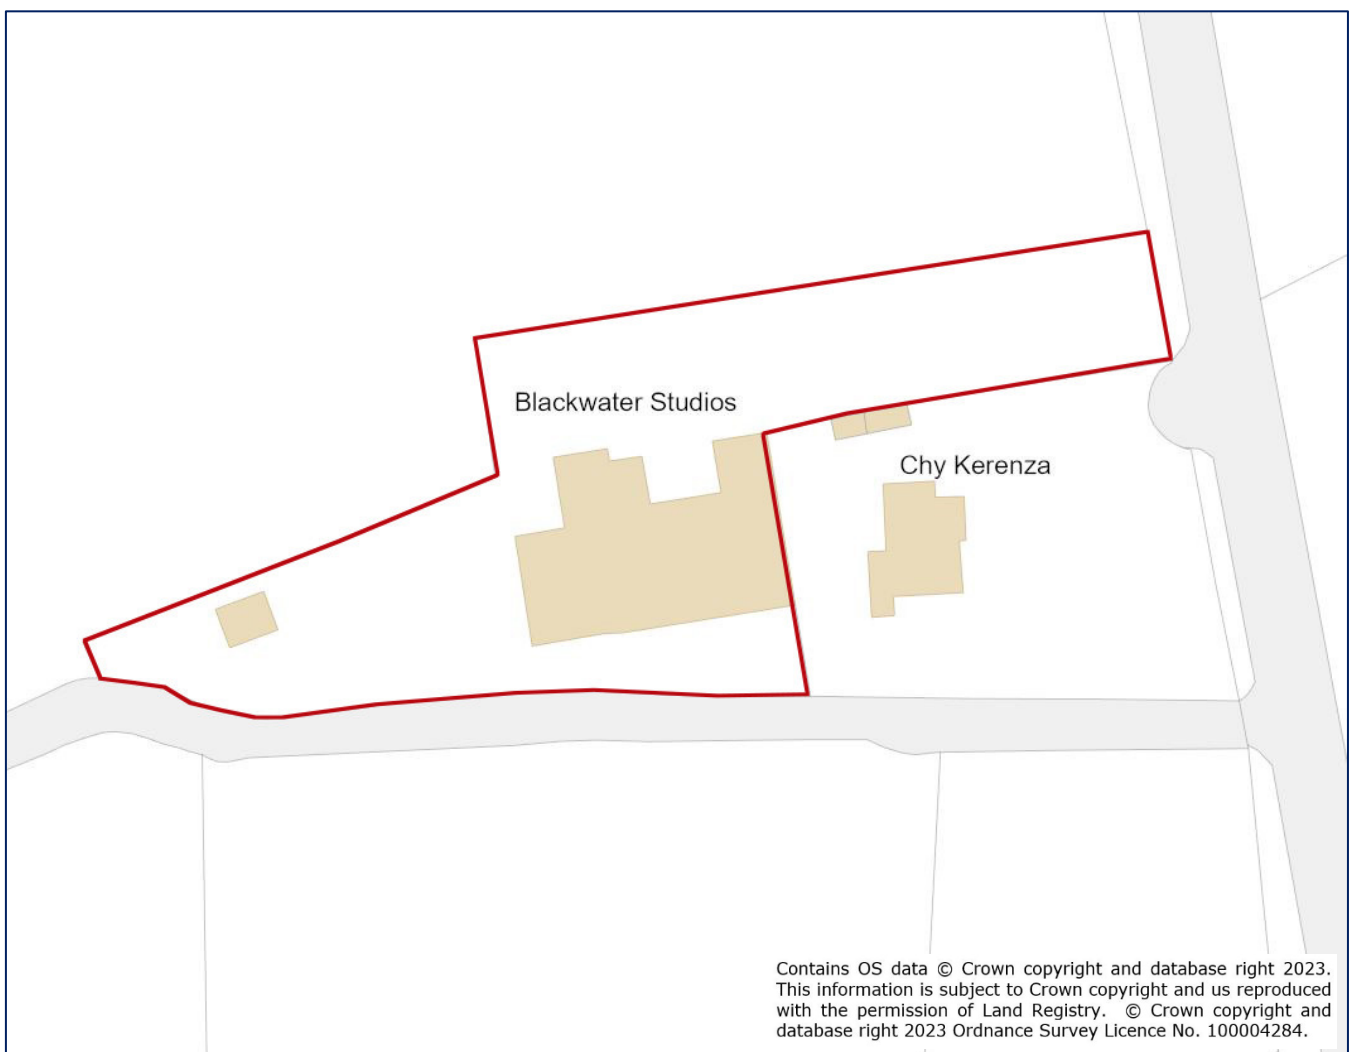 Blackwater Studios
Chy Kerenza
Contains OS data © Crown copyright and database right 2023.
This information is subject to Crown copyright and us reproduced
with the permission of Land Registry. © Crown copyright and
database right 2023 Ordnance Survey Licence No. 100004284.